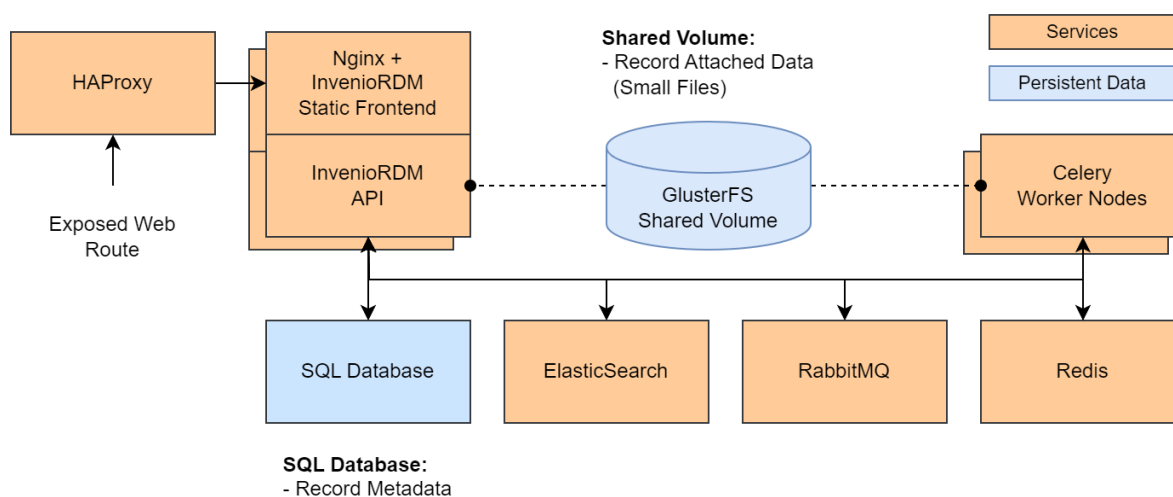 HAProxy
Exposed Web
Route
Nginx +
InvenioRDM
Static Frontend
InvenioRDM
API
Shared Volume:
- Record Attached Data
(Small Files)
GlusterFS
Shared Volume
Services
Persistent Data
Celery
Worker Nodes
SQL Database
ElasticSearch
RabbitMQ
Redis
SQL Database:
- Record Metadata